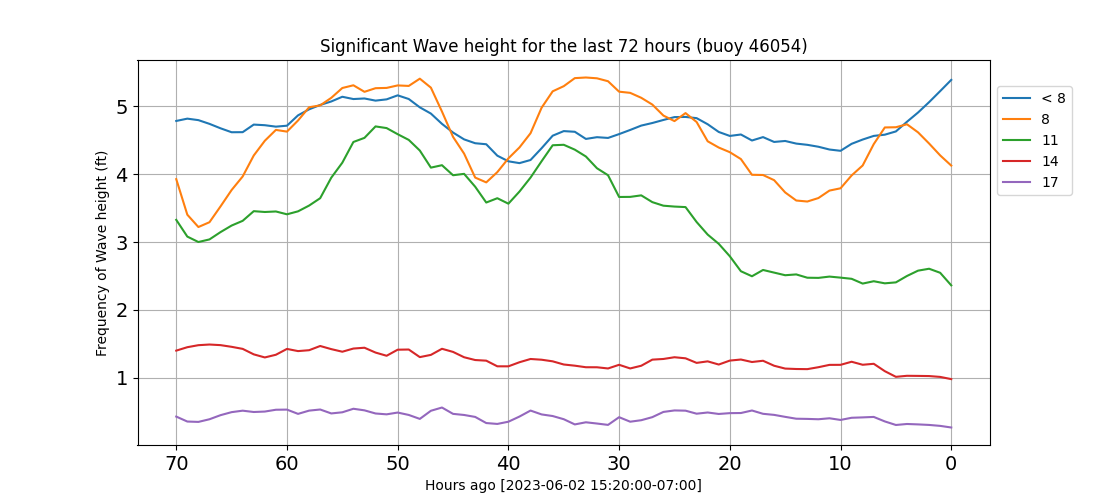 Significant Wave height for the last 72 hours (buoy 46054)
Frequency of Wave height (ft)
5
4
3
2
1
70 60 50 40 30 20 10 0
Hours ago [2023-06-02 15:20:00-07:00]
< 8
8
11
14
17